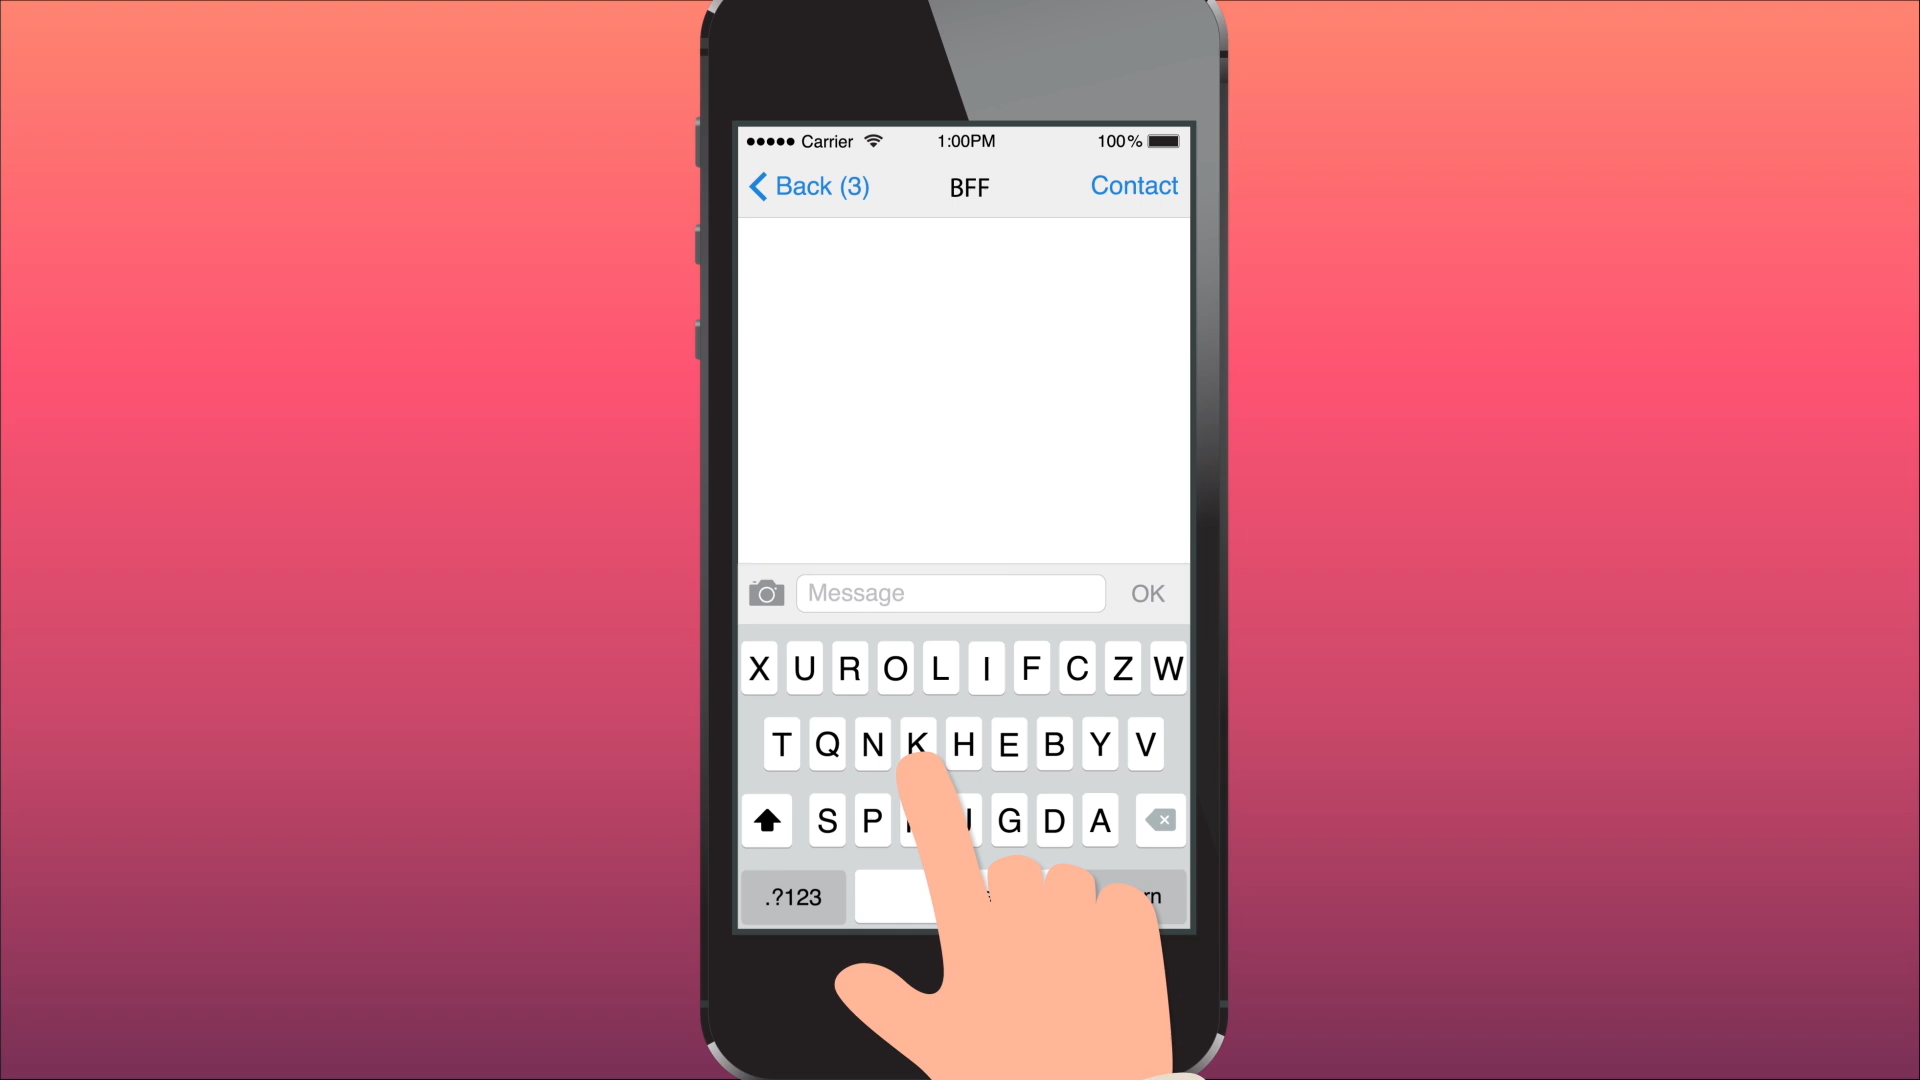 Carrier 1:00PM 100%
Back (3) BFF Contact
Message OK
X U R O L I F C Z W
T Q N K H E B Y V
S P J G D A
.?123